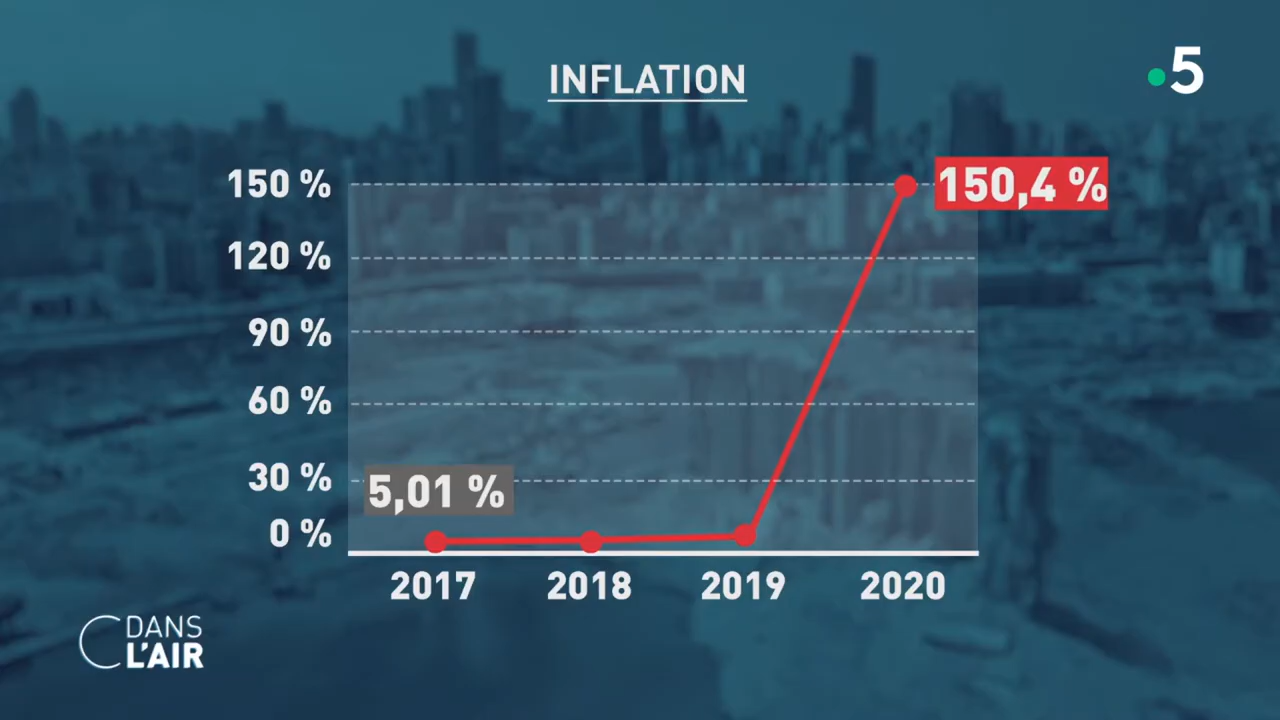 INFLATION
5
150 %
150,4 %
120 %
90 %
60 %
30 %
5,01 %
0 %
2017 2018 2019 2020
C DANS
L'AIR